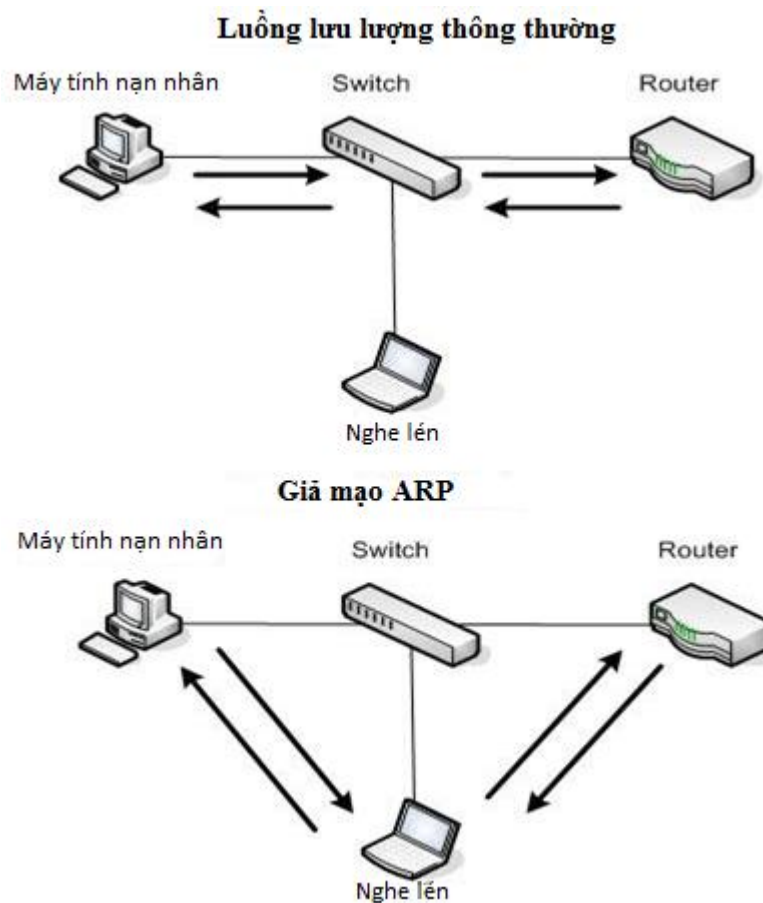 Luồng lưu lượng thông thường
Máy tính nạn nhân
Switch
Router
Nghe lén
Giả mạo ARP
Máy tính nạn nhân
Switch
Router
Nghe lén